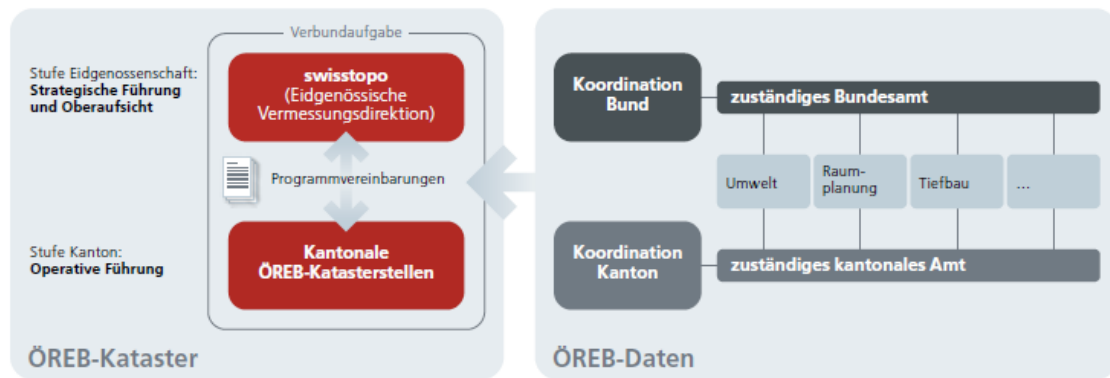 Verbundaufgabe
Stufe Eidgenossenschaft:
Strategische Führung
und Oberaufsicht
swisstopo
(Eidgenössische
Vermessungsdirektion)
Programmvereinbarungen
Stufe Kanton:
Operative Führung
Kantonale
ÖREB-Katasterstellen
ÖREB-Kataster
Koordination
Bund
zuständiges Bundesamt
Umwelt
Raum-
planung
Tiefbau
...
Koordination
Kanton
zuständiges kantonales Amt
ÖREB-Daten